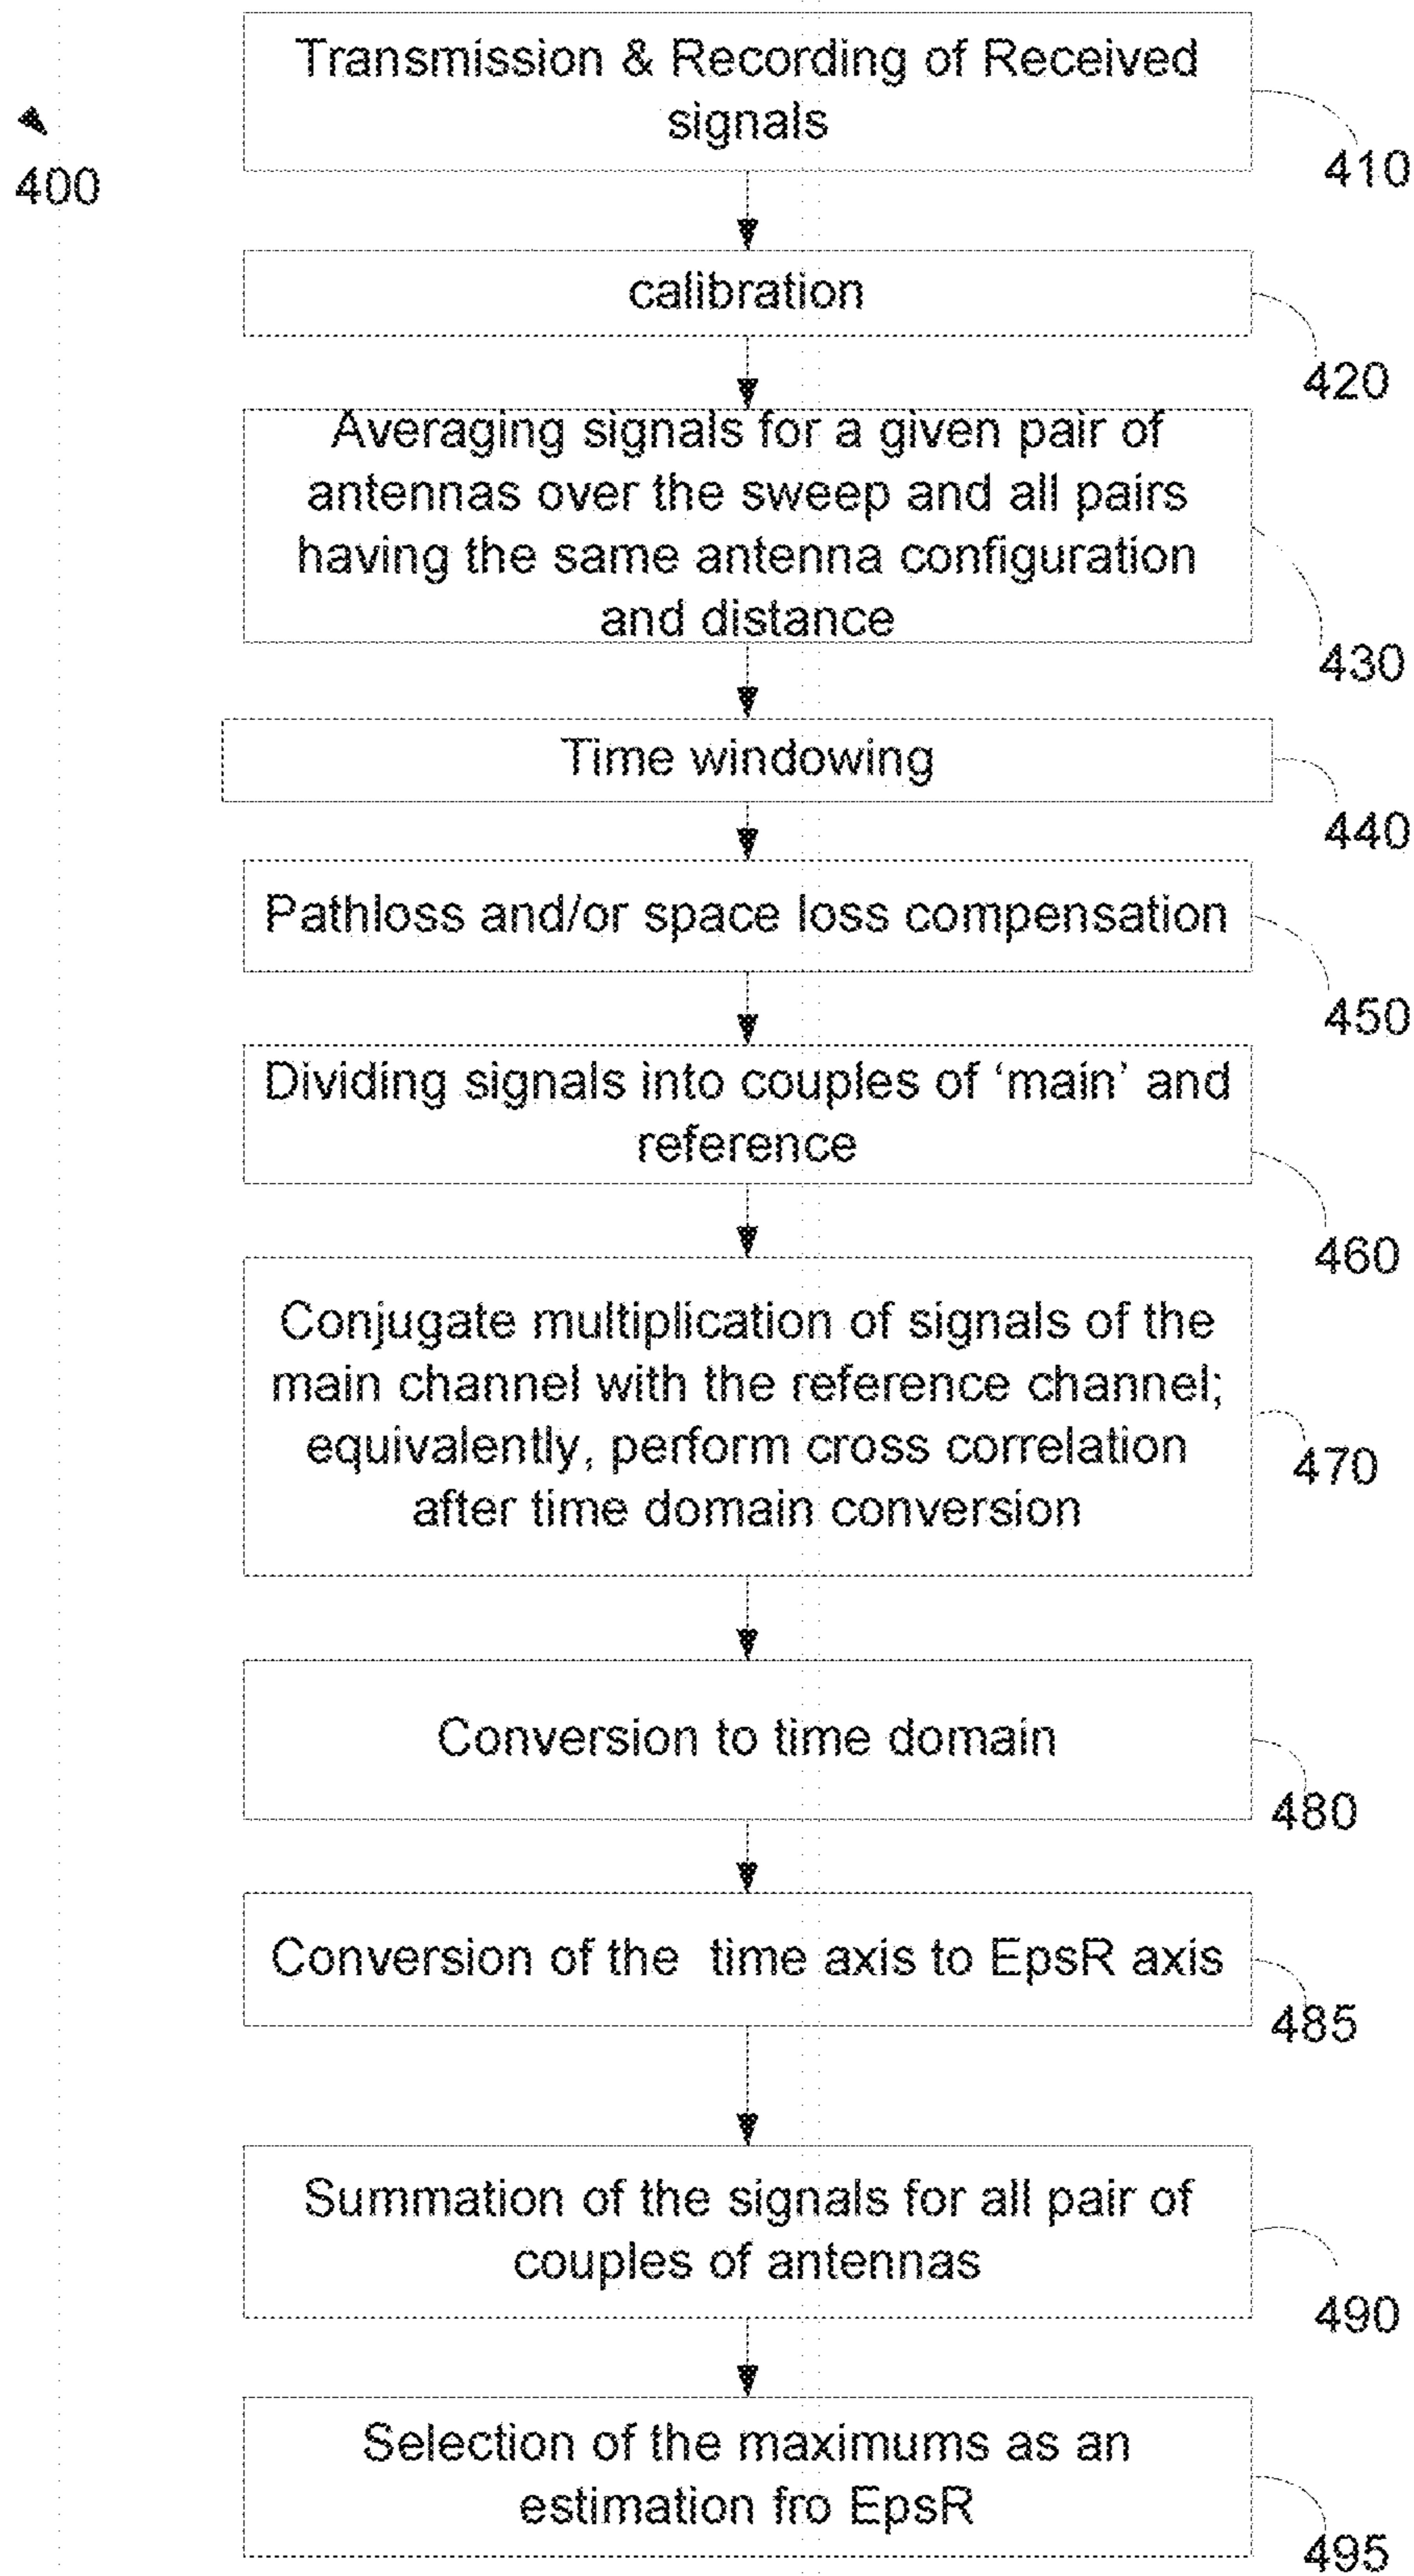 Transmission & Recording of Received
signals
410
400
calibration
420
Averaging signals for a given pair of
antennas over the sweep and all pairs
having the same antenna configuration
and distance
430
Time windowing
440
Pathloss and/or space loss compensation
450
Dividing signals into couples of ‘main’ and
reference
460
Conjugate multiplication of signals of the
main channel with the reference channel;
equivalently, perform cross correlation
after time domain conversion
470
Conversion to time domain
480
Conversion of the time axis to EpsR axis
485
Summation of the signals for all pair of
couples of antennas
490
Selection of the maximums as an
estimation fro EpsR
495